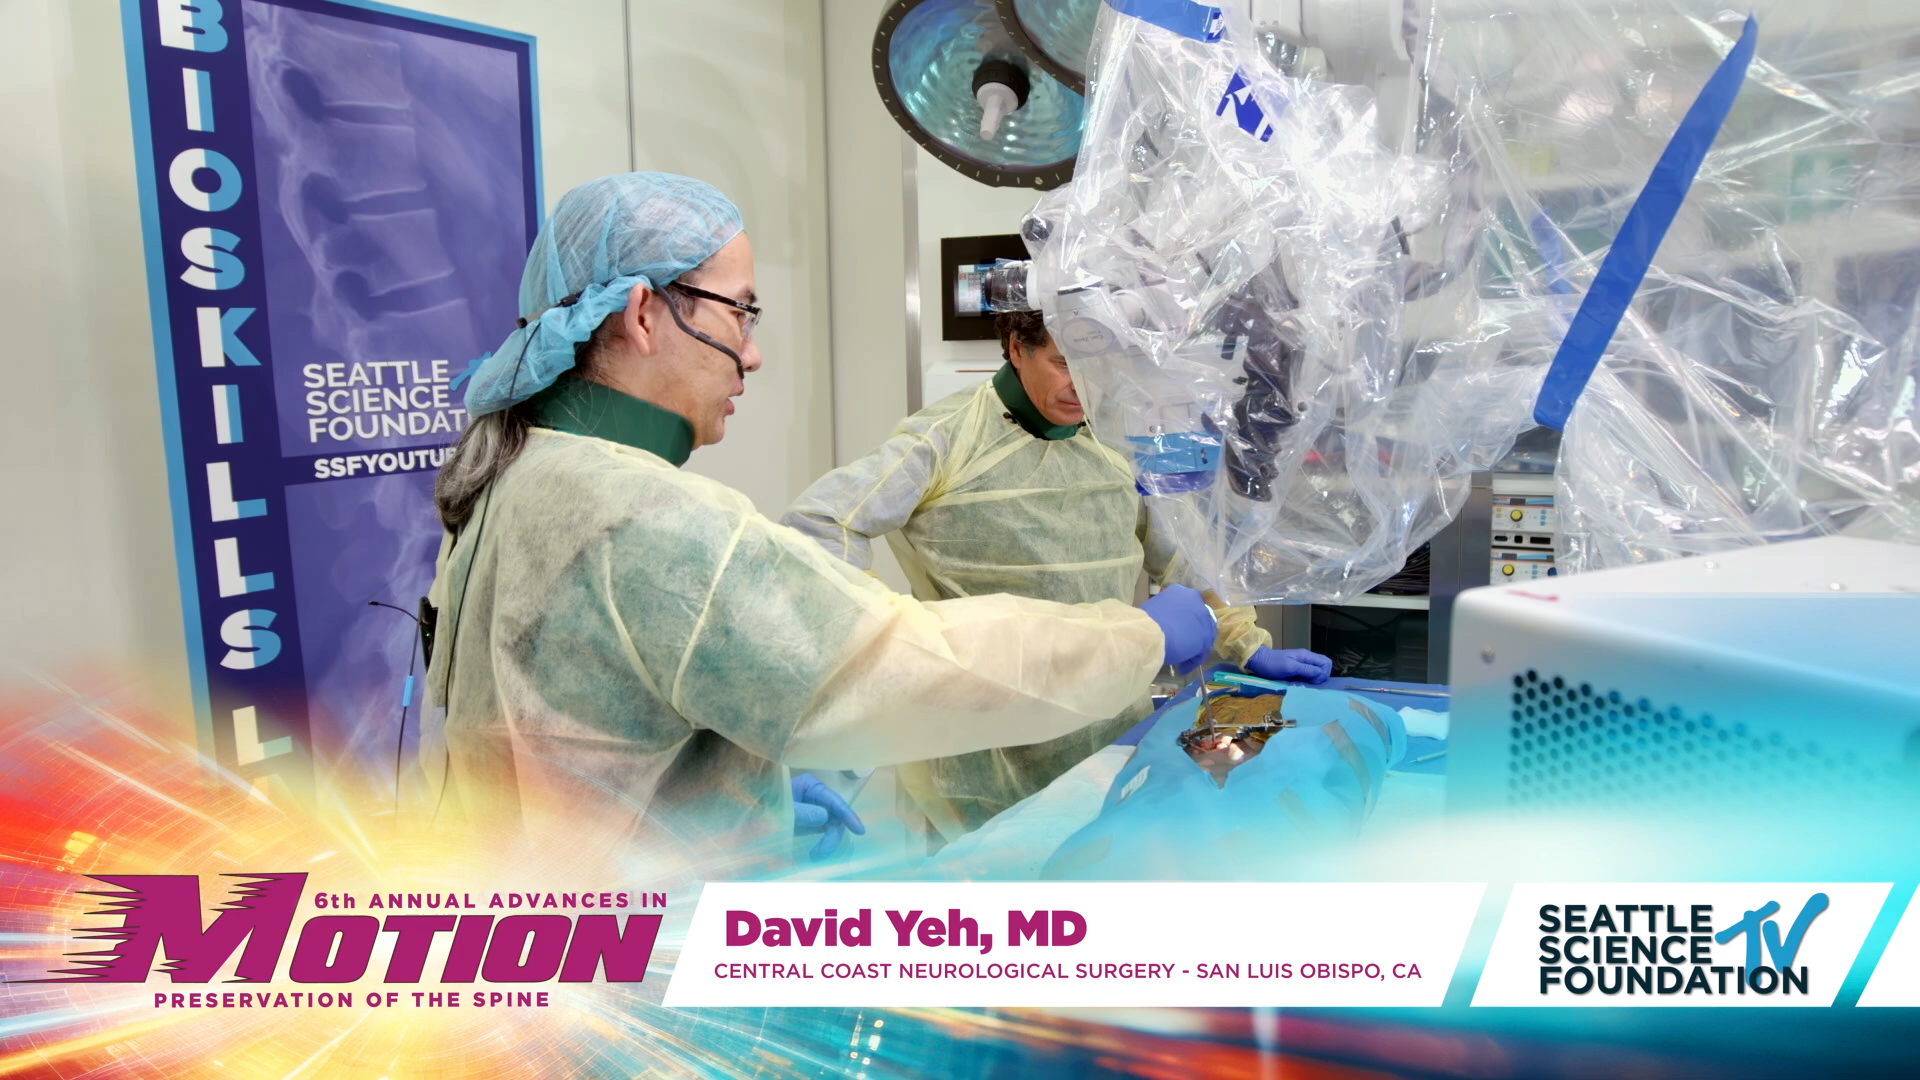 BIOSKILLS L
SEATTLE
SCIENCE
FOUNDAT
SSFYOUTU
6th ANNUAL ADVANCES IN
MOTION
PRESERVATION OF THE SPINE
David Yeh, MD
CENTRAL COAST NEUROLOGICAL SURGERY - SAN LUIS OBISPO, CA
SEATTLE
SCIENCE TV
FOUNDATION